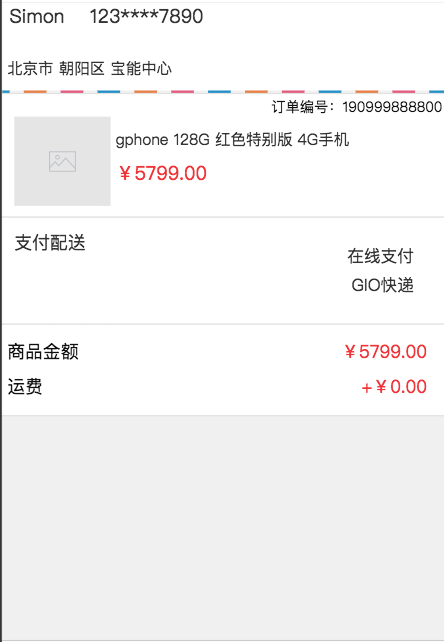 Simon 123****7890
北京市 朝阳区 宝能中心
订单编号：190999888800
gphone 128G 红色特别版 4G手机
￥5799.00
支付配送
在线支付
GIO快递
商品金额 ￥5799.00
运费 +￥0.00